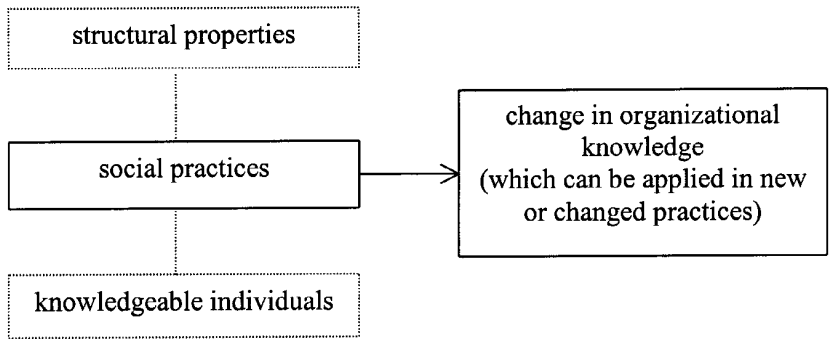 structural properties
social practices
knowledgeable individuals
change in organizational
knowledge
(which can be applied in new
or changed practices)